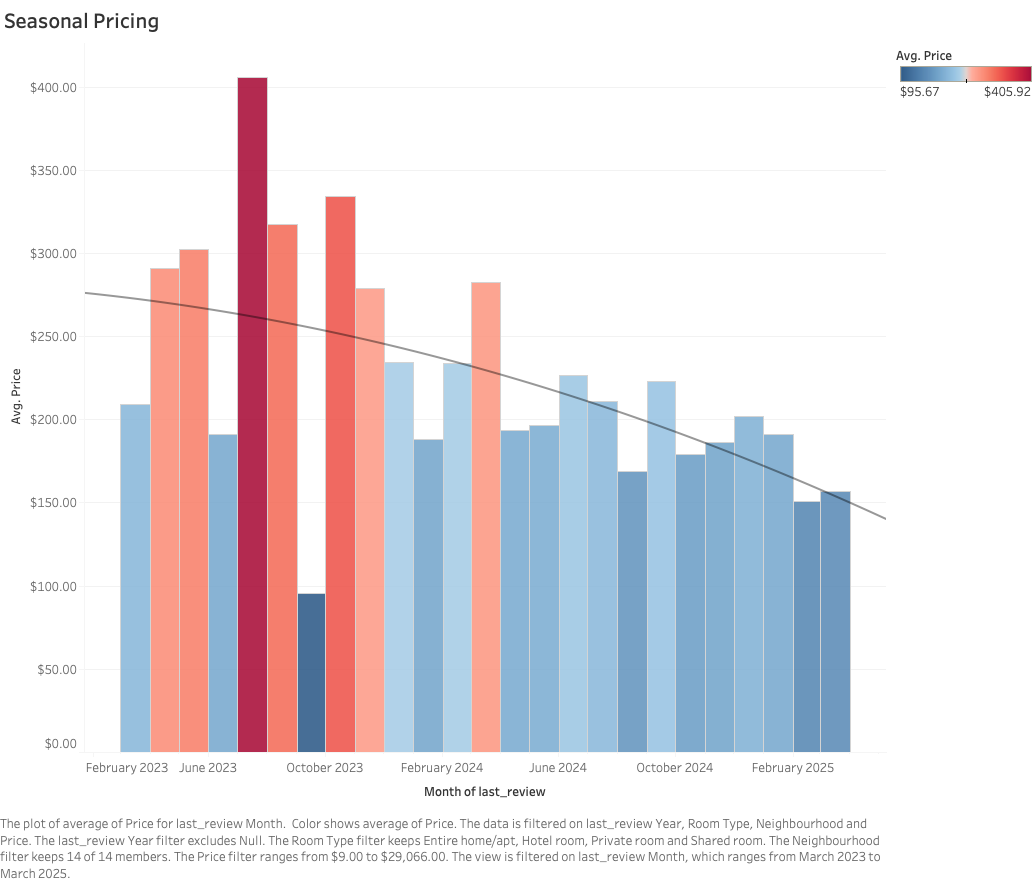 Seasonal Pricing
Avg. Price
$95.67 $405.92
$400.00
$350.00
$300.00
$250.00
$200.00
$150.00
$100.00
$50.00
$0.00
Avg. Price
February 2023 June 2023 October 2023 February 2024 June 2024 October 2024 February 2025
Month of last_review
The plot of average of Price for last_review Month.  Color shows average of Price. The data is filtered on last_review Year, Room Type, Neighbourhood and
Price. The last_review Year filter excludes Null. The Room Type filter keeps Entire home/apt, Hotel room, Private room and Shared room. The Neighbourhood
filter keeps 14 of 14 members. The Price filter ranges from $9.00 to $29,066.00. The view is filtered on last_review Month, which ranges from March 2023 to
March 2025.